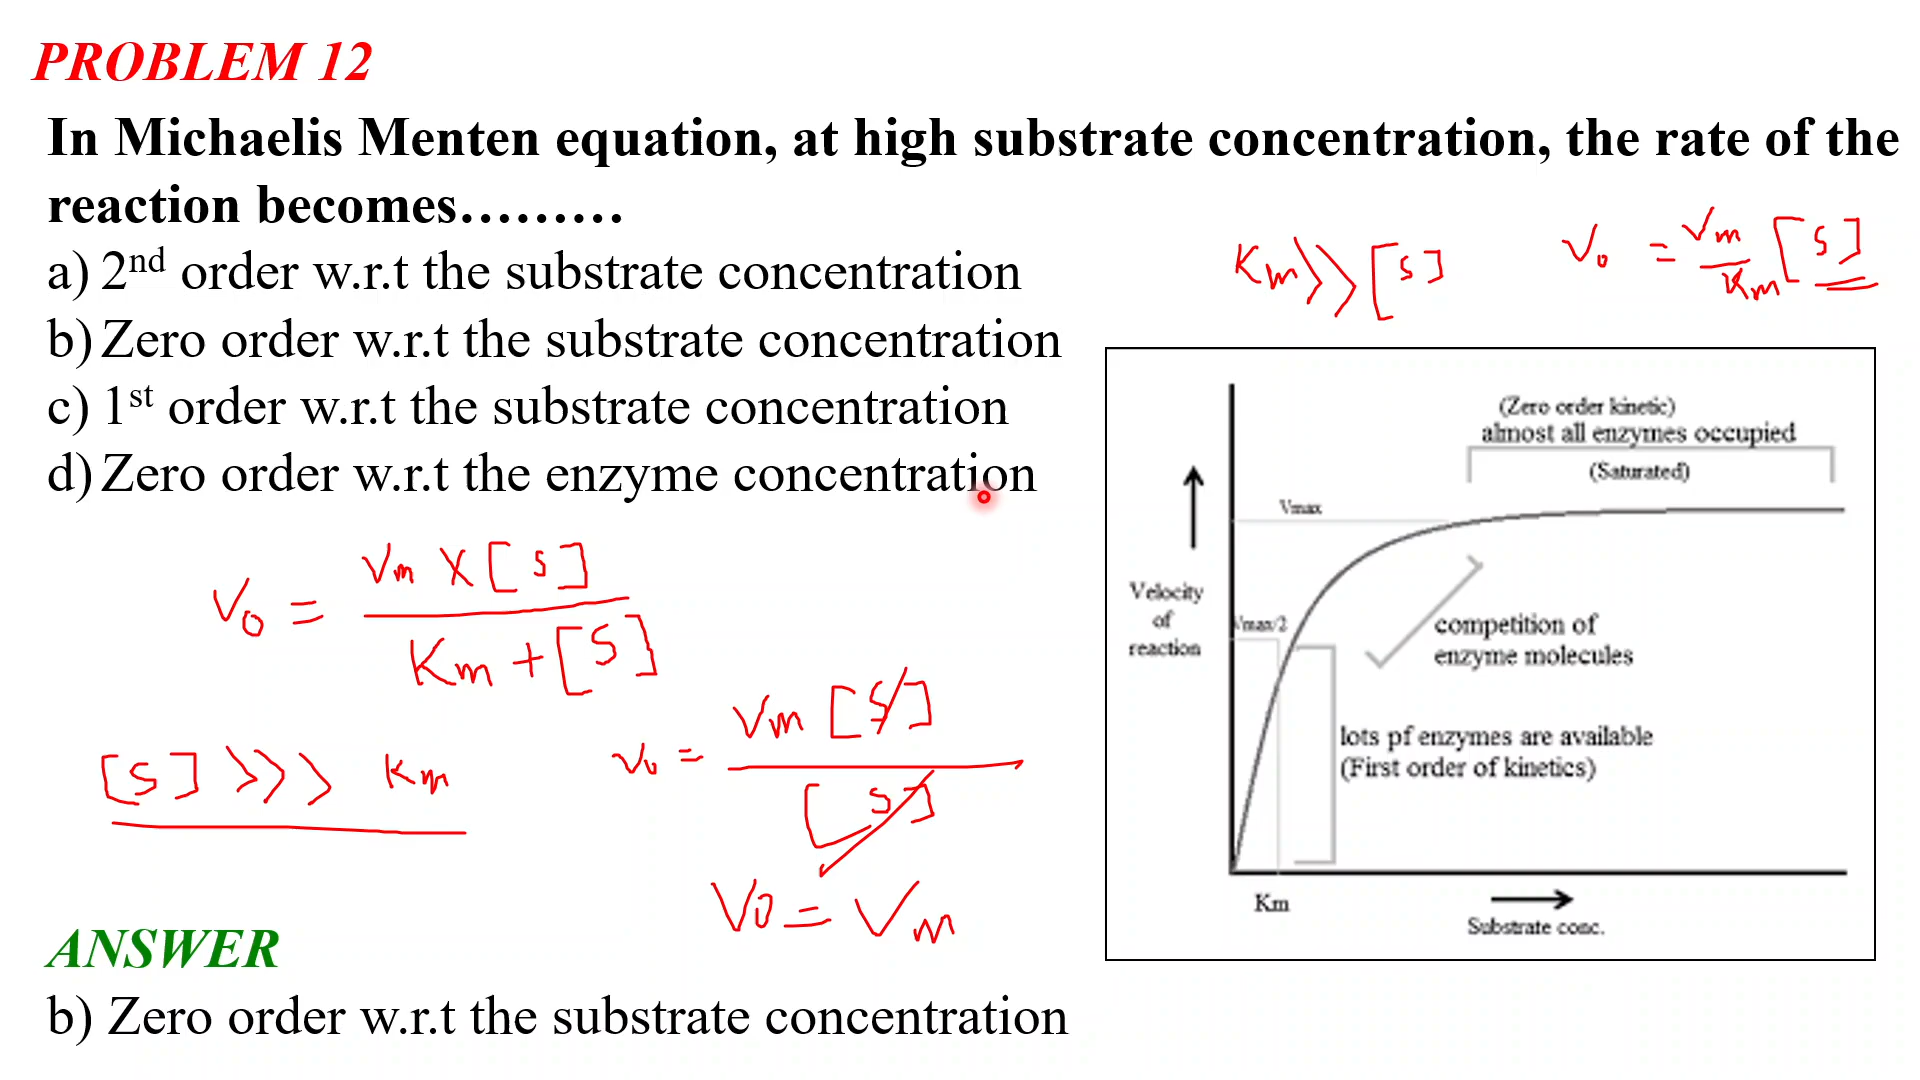 PROBLEM 12
In Michaelis Menten equation, at high substrate concentration, the rate of the
reaction becomes.........
a) 2nd order w.r.t the substrate concentration
b) Zero order w.r.t the substrate concentration
c) 1st order w.r.t the substrate concentration
d) Zero order w.r.t the enzyme concentration
Km >> [S]
V₀ = Vm/Km [S]
V₀ = Vm X [S]
Km + [S]
[S] >>> Km
V₀ = Vm [S]
[S]
V₀ = Vm
(Zero order kinetic)
almost all enzymes occupied
(Saturated)
Vmax
Velocity
of
reaction
Vmax/2
competition of
enzyme molecules
lots pf enzymes are available
(First order of kinetics)
Km
Substrate conc.
ANSWER
b) Zero order w.r.t the substrate concentration